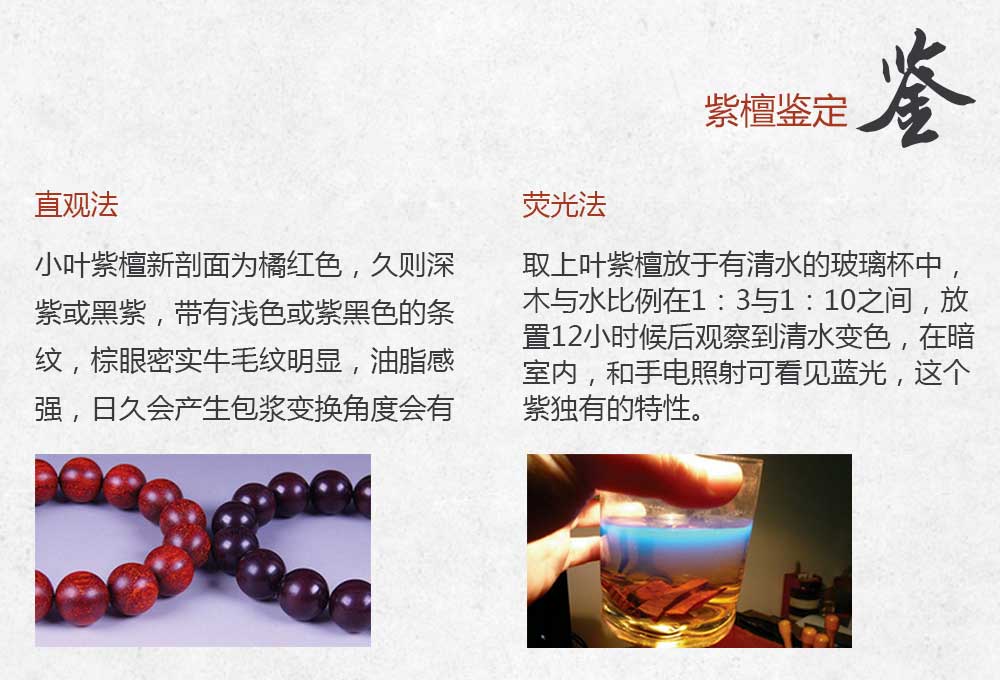 紫檀鉴定
鉴
直观法
小叶紫檀新剖面为橘红色，久则深
紫或黑紫，带有浅色或紫黑色的条
纹，棕眼密实牛毛纹明显，油脂感
强，日久会产生包浆变换角度会有
荧光法
取上叶紫檀放于有清水的玻璃杯中，
木与水比例在1：3与1：10之间，放
置12小时候后观察到清水变色，在暗
室内，和手电照射可看见蓝光，这个
紫独有的特性。